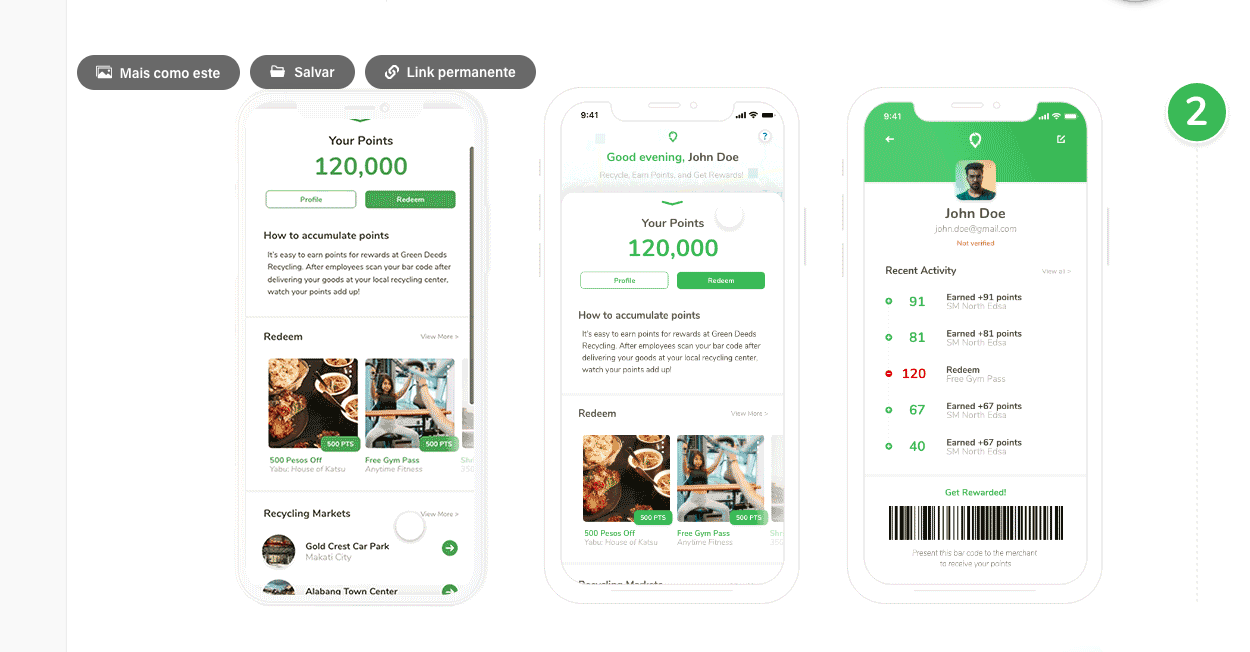 Mais como este
Salvar
Link permanente
2
Your Points
120,000
Profile
Redeem
How to accumulate points
It's easy to earn points for rewards at Green Deeds
Recycling. After employees scan your bar code after
delivering your goods at your local recycling center,
watch your points add up!
Redeem
View More >
500 PTS
500 PTS
500 Pesos Off
Yabu: House of Katsu
Free Gym Pass
Anytime Fitness
Recycling Markets
View More >
Gold Crest Car Park
Makati City
Alabang Town Center
9:41
?
Good evening, John Doe
Recycle, Earn Points, and Get Rewards!
Your Points
120,000
Profile
Redeem
How to accumulate points
It's easy to earn points for rewards at Green Deeds
Recycling. After employees scan your bar code after
delivering your goods at your local recycling center,
watch your points add up!
Redeem
View More >
500 PTS
500 PTS
500 Pesos Off
Yabu: House of Katsu
Free Gym Pass
Anytime Fitness
Recycling Markets
9:41
John Doe
john.doe@gmail.com
Not verified
Recent Activity
View all >
91
Earned +91 points
SM North Edsa
81
Earned +81 points
SM North Edsa
120
Redeem
Free Gym Pass
67
Earned +67 points
SM North Edsa
40
Earned +67 points
SM North Edsa
Get Rewarded!
Present this bar code to the merchant
to receive your points.